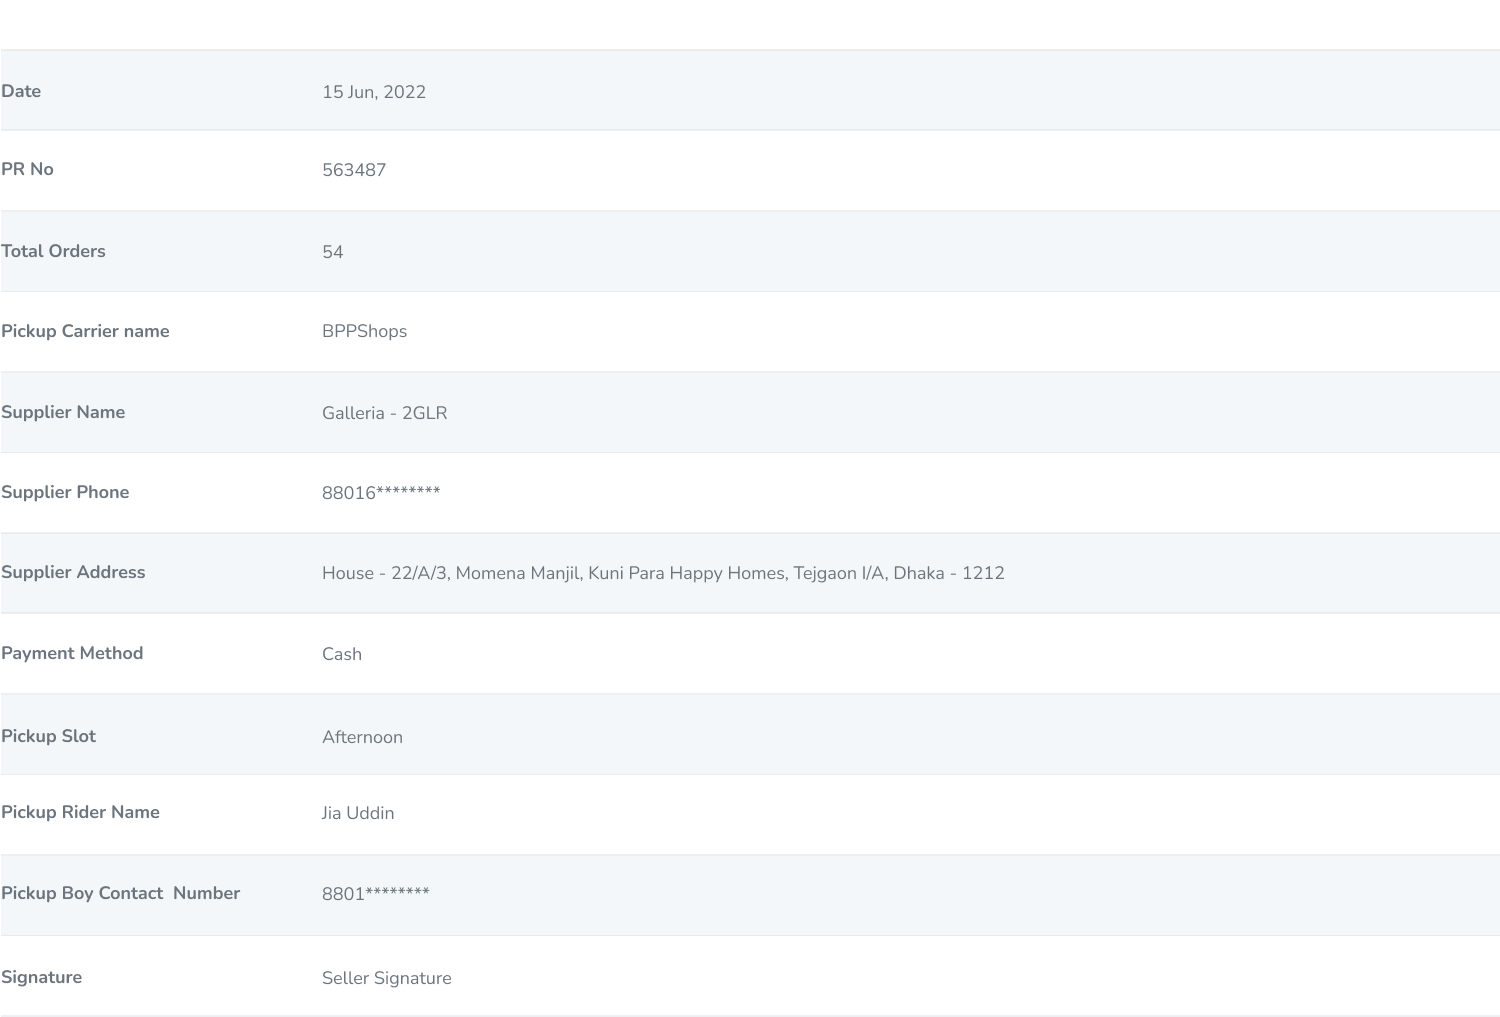 Date 15 Jun, 2022
PR No 563487
Total Orders 54
Pickup Carrier name BPPShops
Supplier Name Galleria - 2GLR
Supplier Phone 88016********
Supplier Address House - 22/A/3, Momena Manjil, Kuni Para Happy Homes, Tejgaon I/A, Dhaka - 1212
Payment Method Cash
Pickup Slot Afternoon
Pickup Rider Name Jia Uddin
Pickup Boy Contact  Number 8801********
Signature Seller Signature